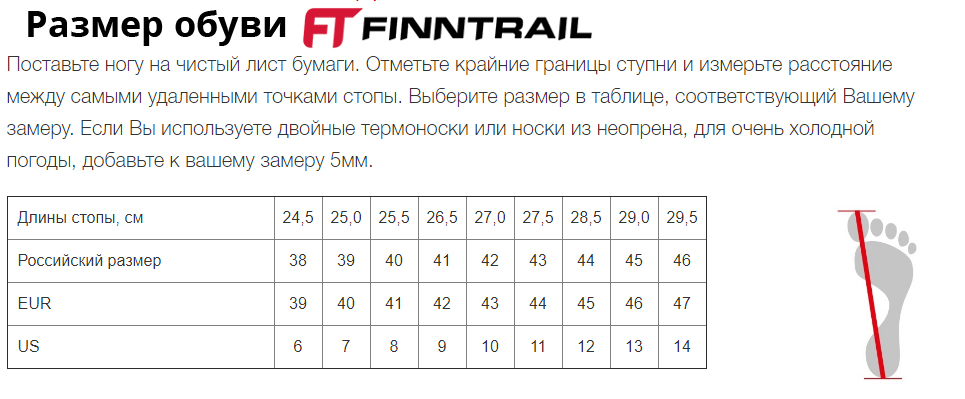 Размер обуви FT FINNTRAIL
Поставьте ногу на чистый лист бумаги. Отметьте крайние границы ступни и измерьте расстояние
между самыми удаленными точками стопы. Выберите размер в таблице, соответствующий Вашему
замеру. Если Вы используете двойные термоноски или носки из неопрена, для очень холодной
погоды, добавьте к вашему замеру 5мм.
Длины стопы, см 24,5 25,0 25,5 26,5 27,0 27,5 28,5 29,0 29,5
Российский размер 38 39 40 41 42 43 44 45 46
EUR 39 40 41 42 43 44 45 46 47
US 6 7 8 9 10 11 12 13 14